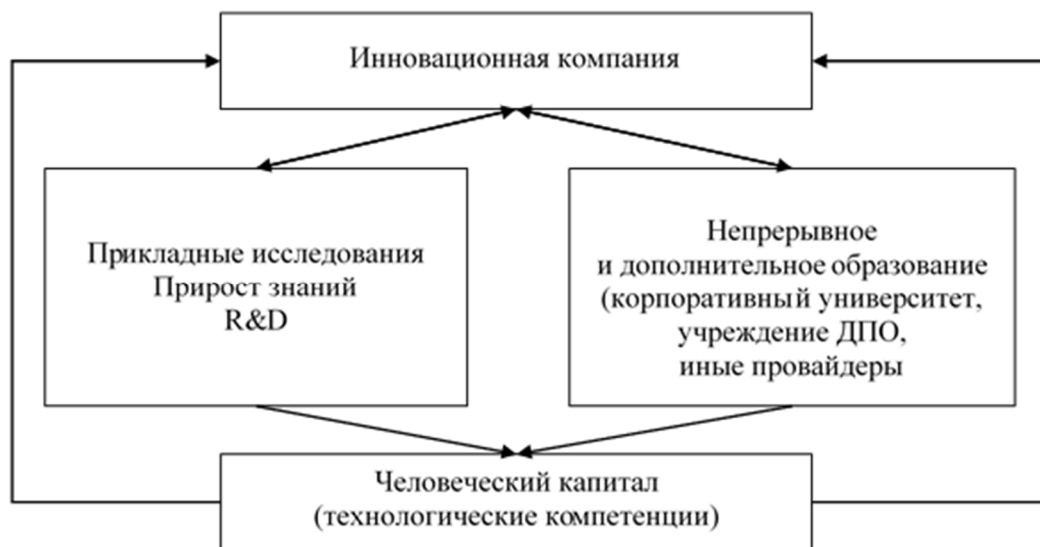 Инновационная компания
Прикладные исследования
Прирост знаний
R&D
Непрерывное
и дополнительное образование
(корпоративный университет,
учреждение ДПО,
иные провайдеры
Человеческий капитал
(технологические компетенции)